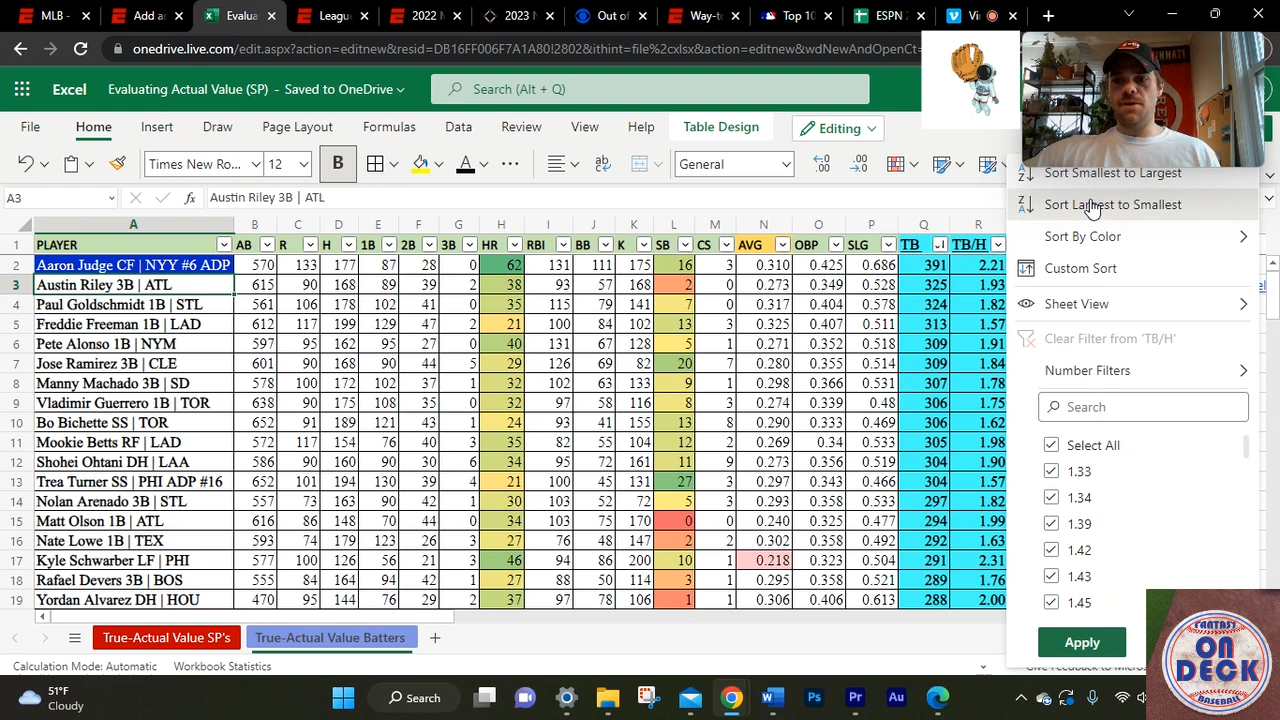 MLB - Add ar Evalua Leagu 2022 M 2023 N Out of Way-to Top 10 ESPN 2 Vi
onedrive.live.com/edit.aspx?action=editnew&resid=DB16FF006F7A1A80!2802&ithint=file%2cxlsx&action=editnew&wdNewAndOpenCt=
Excel Evaluating Actual Value (SP) - Saved to OneDrive Search (Alt + Q)
File Home Insert Draw Page Layout Formulas Data Review View Help Table Design Editing
Times New Ro... 12 B A General
A3 fx Austin Riley 3B | ATL
A B C D E F G H I J K L M N O P Q R
1 PLAYER AB R H 1B 2B 3B HR RBI BB K SB CS AVG OBP SLG TB TB/H
2 Aaron Judge CF | NYY #6 ADP 570 133 177 87 28 0 62 131 111 175 16 3 0.310 0.425 0.686 391 2.21
3 Austin Riley 3B | ATL 615 90 168 89 39 2 38 93 57 168 2 0 0.273 0.349 0.528 325 1.93
4 Paul Goldschmidt 1B | STL 561 106 178 102 41 0 35 115 79 141 7 0 0.317 0.404 0.578 324 1.82
5 Freddie Freeman 1B | LAD 612 117 199 129 47 2 21 100 84 102 13 3 0.325 0.407 0.511 313 1.57
6 Pete Alonso 1B | NYM 597 95 162 95 27 0 40 131 67 128 5 1 0.271 0.352 0.518 309 1.91
7 Jose Ramirez 3B | CLE 601 90 168 90 44 5 29 126 69 82 20 7 0.280 0.355 0.514 309 1.84
8 Manny Machado 3B | SD 578 100 172 102 37 1 32 102 63 133 9 1 0.298 0.366 0.531 307 1.78
9 Vladimir Guerrero 1B | TOR 638 90 175 108 35 0 32 97 58 116 8 3 0.274 0.339 0.48 306 1.75
10 Bo Bichette SS | TOR 652 91 189 121 43 1 24 93 41 155 13 8 0.290 0.333 0.469 306 1.62
11 Mookie Betts RF | LAD 572 117 154 76 40 3 35 82 55 104 12 2 0.269 0.34 0.533 305 1.98
12 Shohei Ohtani DH | LAA 586 90 160 90 30 6 34 95 72 161 11 9 0.273 0.356 0.519 304 1.90
13 Trea Turner SS | PHI ADP #16 652 101 194 130 39 4 21 100 45 131 27 3 0.297 0.343 0.466 304 1.57
14 Nolan Arenado 3B | STL 557 73 163 90 42 1 30 103 52 72 5 3 0.293 0.358 0.533 297 1.82
15 Matt Olson 1B | ATL 616 86 148 70 44 0 34 103 75 170 0 0 0.240 0.325 0.477 294 1.99
16 Nate Lowe 1B | TEX 593 74 179 123 26 3 27 76 48 147 2 2 0.302 0.358 0.492 292 1.63
17 Kyle Schwarber LF | PHI 577 100 126 56 21 3 46 94 86 200 10 1 0.218 0.323 0.504 291 2.31
18 Rafael Devers 3B | BOS 555 84 164 94 42 1 27 88 50 114 3 1 0.295 0.358 0.521 289 1.76
19 Yordan Alvarez DH | HOU 470 95 144 76 29 2 37 97 78 106 1 1 0.306 0.406 0.613 288 2.00
True-Actual Value SP's True-Actual Value Batters
Calculation Mode: Automatic Workbook Statistics
Sort Smallest to Largest
Sort Largest to Smallest
Sort By Color
Custom Sort
Sheet View
Clear Filter from 'TB/H'
Number Filters
Search
Select All
1.33
1.34
1.39
1.42
1.43
1.45
Apply
Give Feedback to Micros
FANTASY
ON
DECK
BASEBALL
51°F
Cloudy
Search